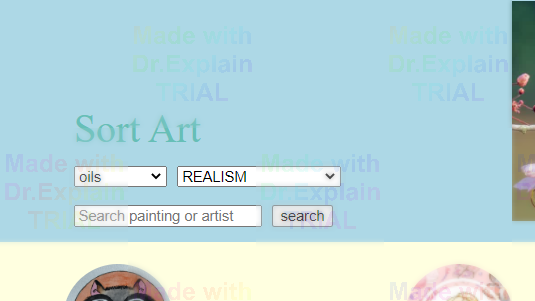 Made with Made with
Dr.Explain Dr.Explain
TRIAL TRIAL
Sort Art
Made with Made with
oils REALISM
Dr.Explain Dr.Explain
Search painting or artist search
TRIAL TRIAL
Made with Made with